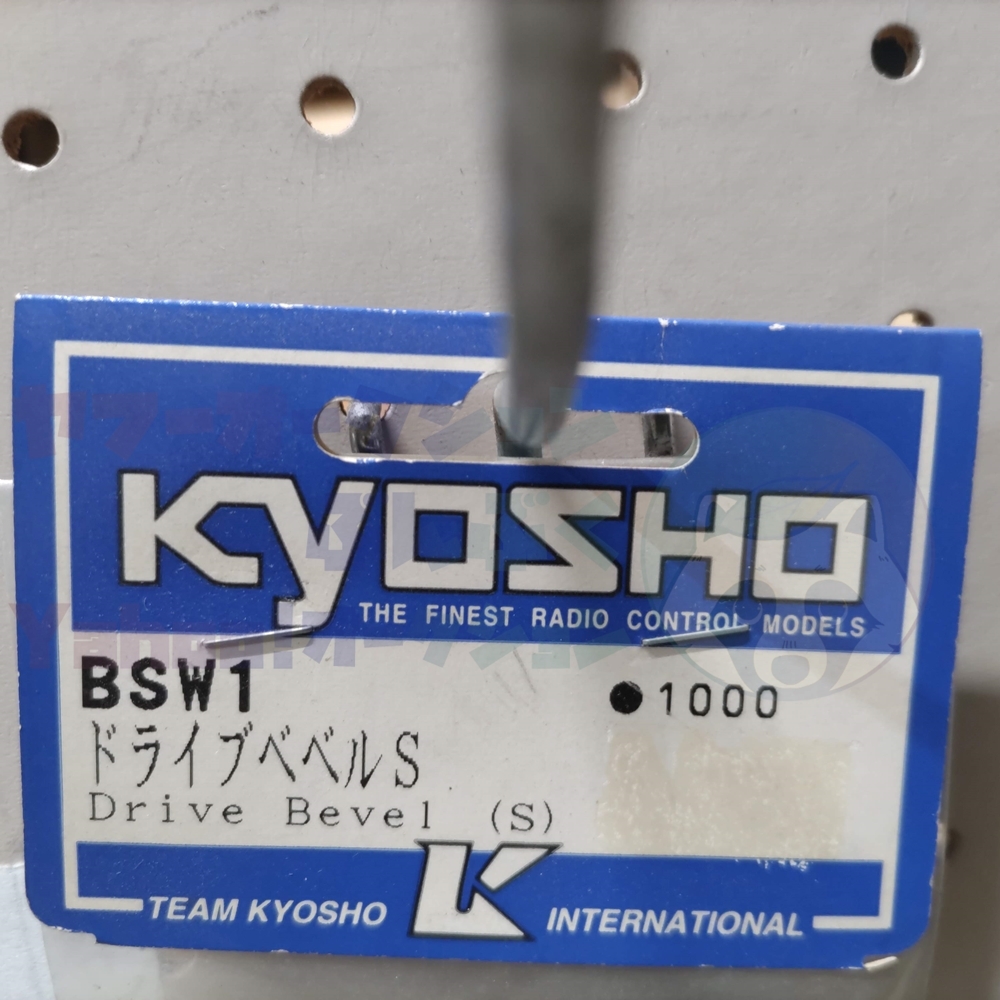 KYOSHO
THE FINEST RADIO CONTROL MODELS
BSW1 ●1000
ドライブベベルS
Drive Bevel (S)
TEAM KYOSHO K INTERNATIONAL